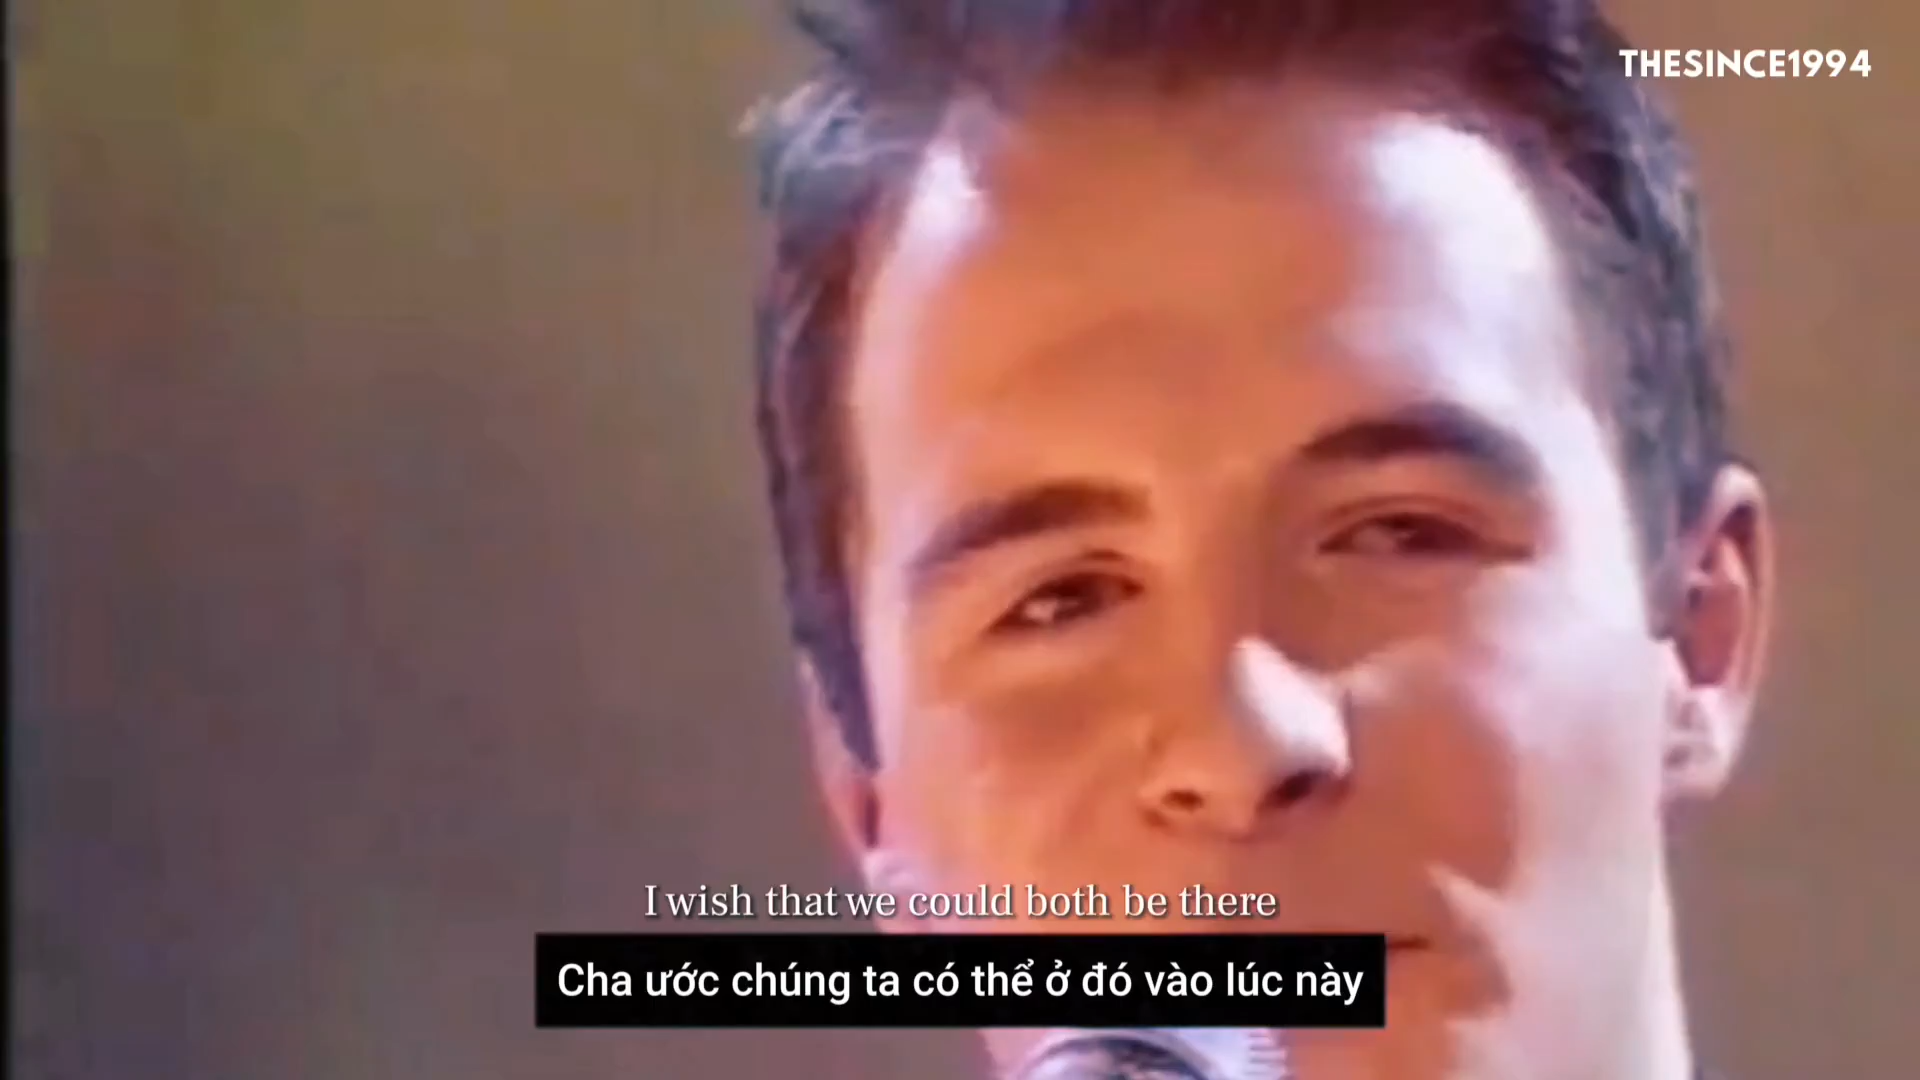 THESINCE1994
I wish that we could both be there
Cha ước chúng ta có thể ở đó vào lúc này